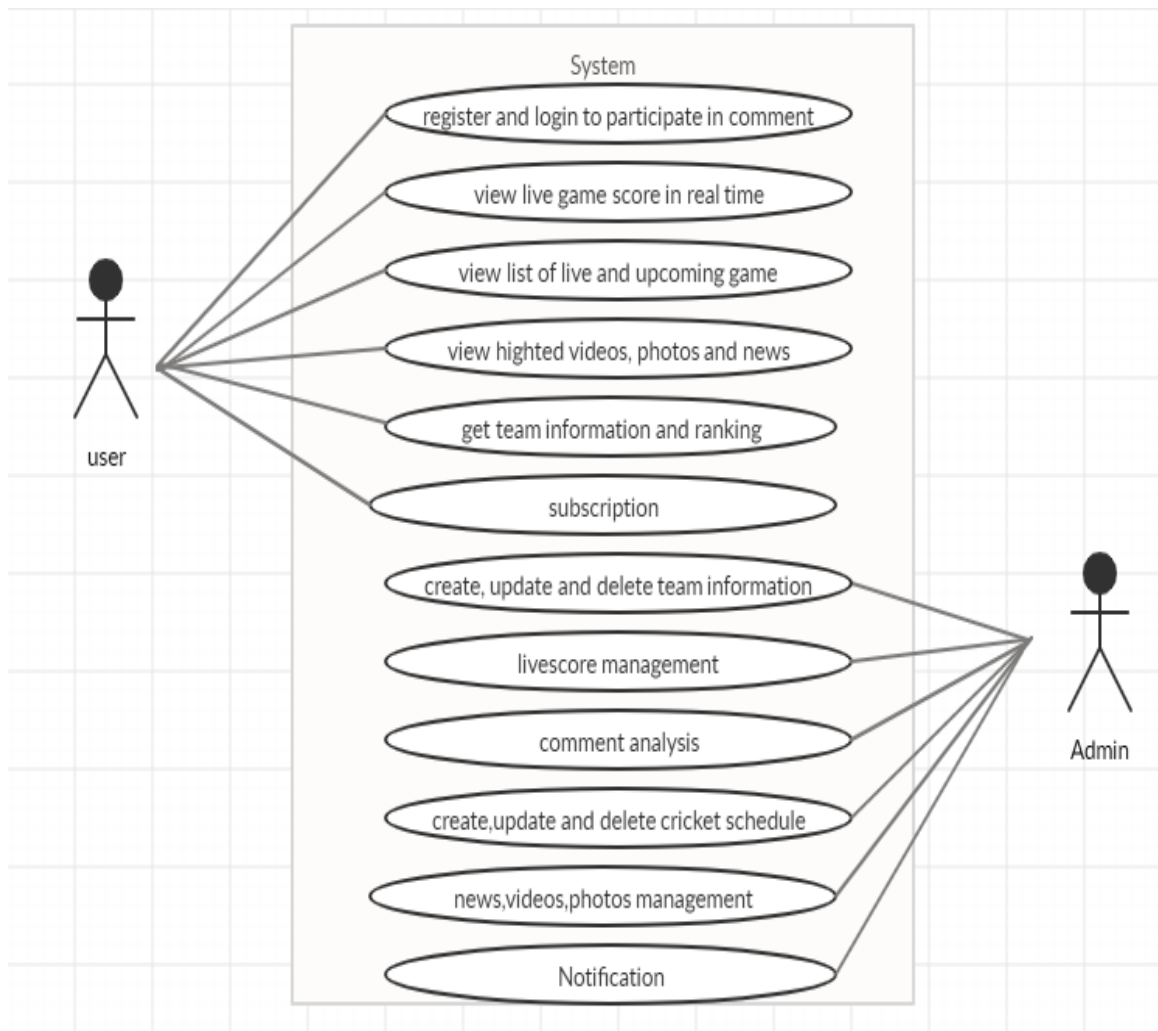 System
register and login to participate in comment
view live game score in real time
view list of live and upcoming game
view highted videos, photos and news
get team information and ranking
user
subscription
create, update and delete team information
livescore management
comment analysis
Admin
create,update and delete cricket schedule
news,videos,photos management
Notification